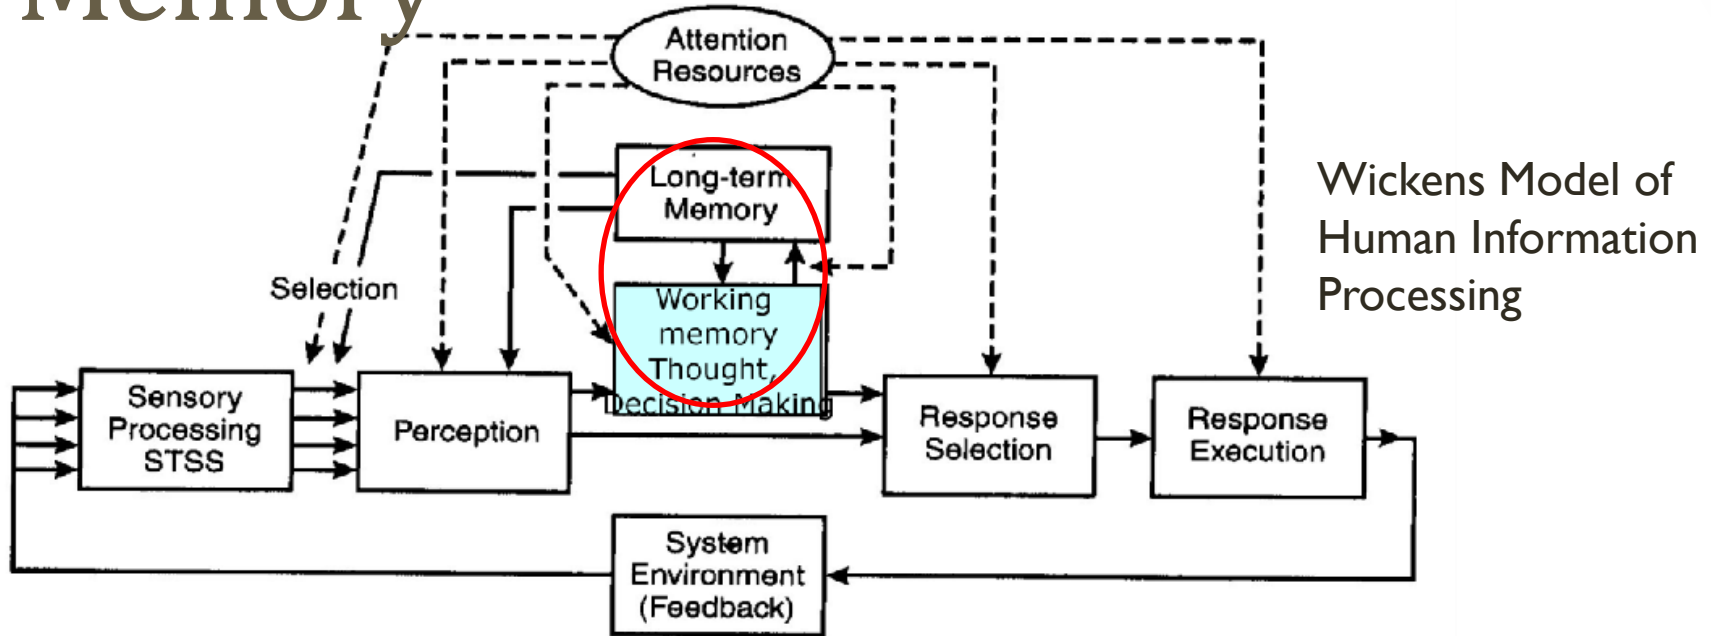 Memory
Attention
Resources
Long-term
Memory
Wickens Model of
Human Information
Processing
Selection
Working
memory
Thought,
Decision Making
Sensory
Processing
STSS
Perception
Response
Selection
Response
Execution
System
Environment
(Feedback)